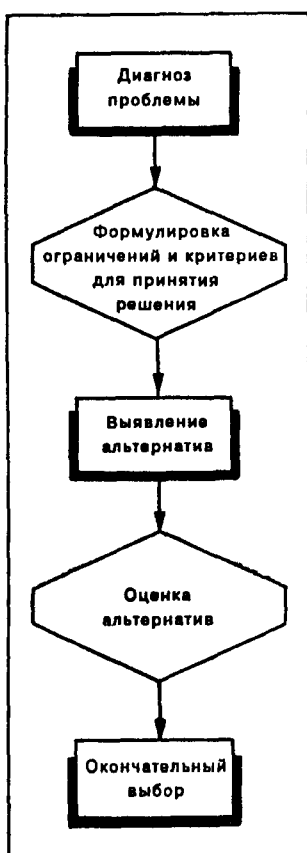 Диагноз
проблемы
Формулировка
ограничений и критериев
для принятия
решения
Выявление
альтернатив
Оценка
альтернатив
Окончательный
выбор